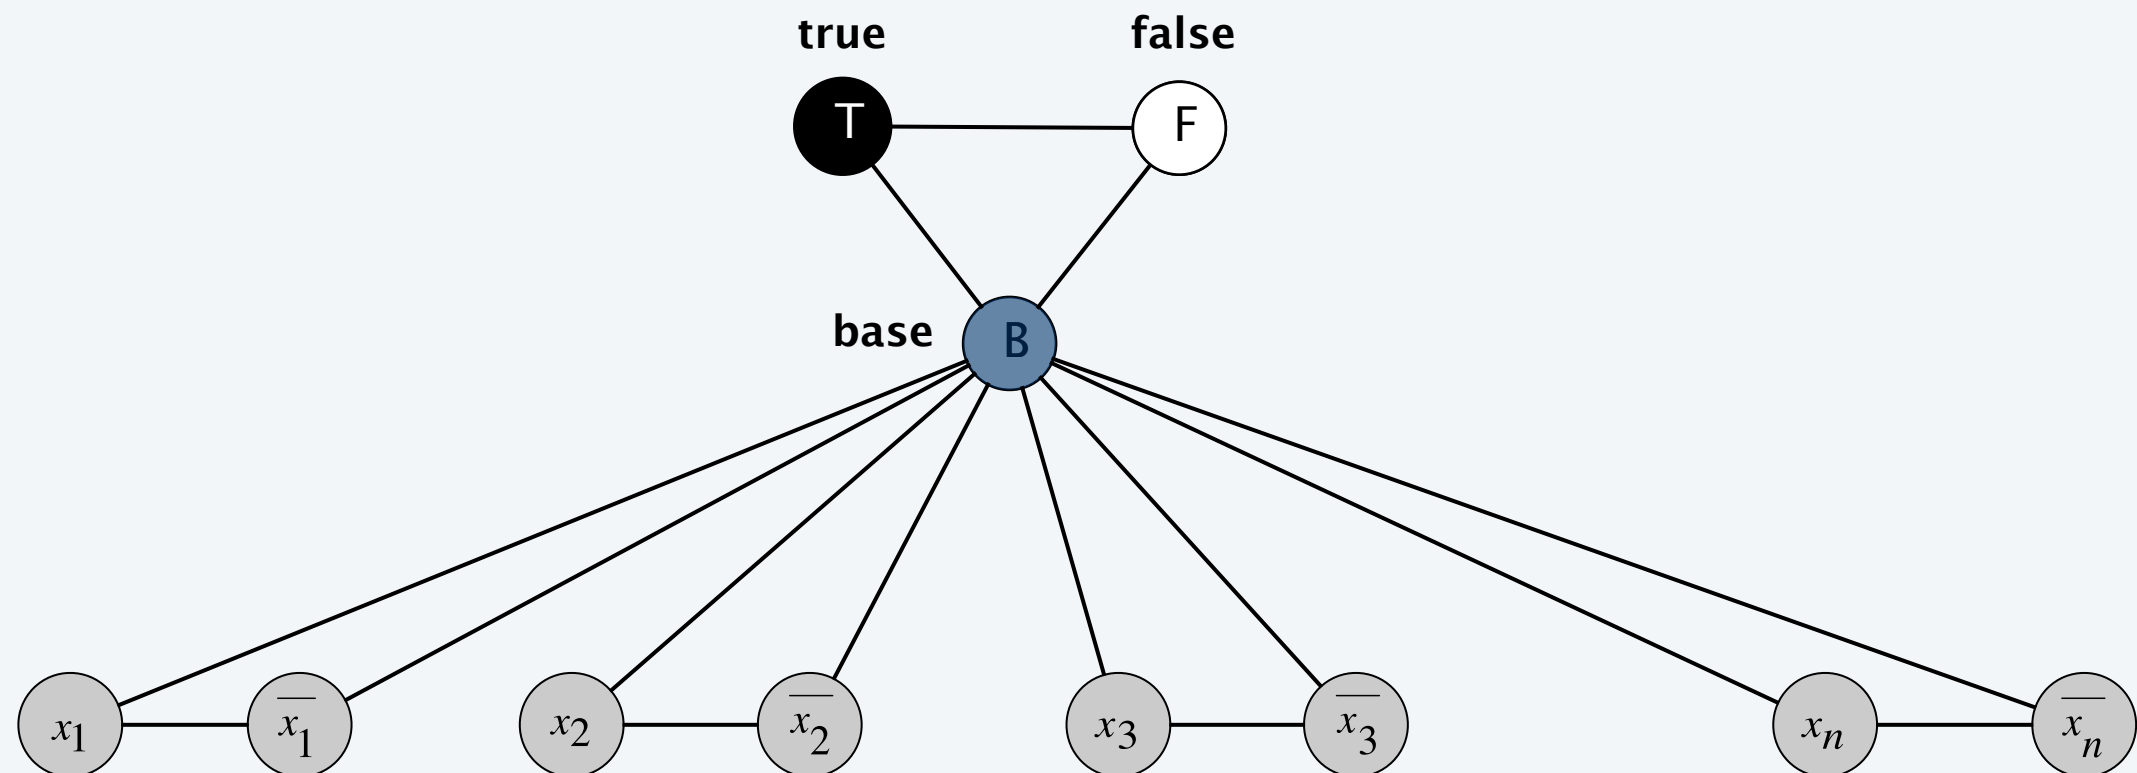 true false
T F
base B
x₁ x̅₁ x₂ x̅₂ x₃ x̅₃ xₙ x̅ₙ